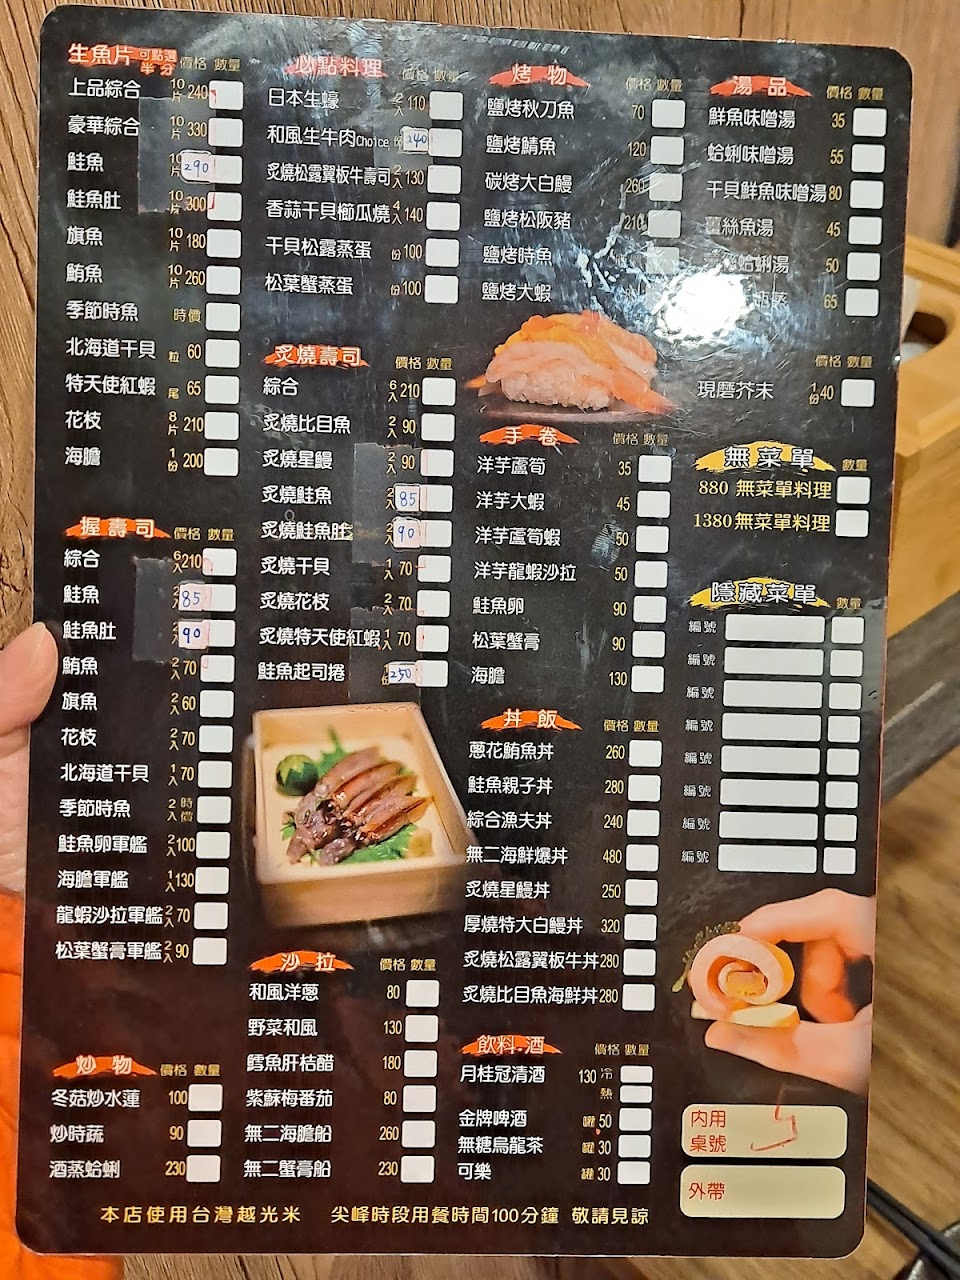 生魚片 可點選半分 價格 數量
上品綜合 10片 240
豪華綜合 10片 330
鮭魚 10片 290
鮭魚肚 10片 300
旗魚 10片 180
鮪魚 10片 260
季節時魚 時價
北海道干貝 粒 60
特天使紅蝦 尾 65
花枝 8片 210
海膽 1份 200
握壽司 價格 數量
綜合 6入 210
鮭魚 2入 85
鮭魚肚 2入 90
鮪魚 2入 70
旗魚 2入 60
花枝 2入 70
北海道干貝 1入 70
季節時魚 2入 時價
鮭魚卵軍艦 2入 100
海膽軍艦 1入 130
龍蝦沙拉軍艦 2入 70
松葉蟹膏軍艦 2入 90
炒物 價格 數量
冬菇炒水蓮 100
炒時蔬 90
酒蒸蛤蜊 230
必點料理 價格 數量
日本生蠔 2入 110
和風生牛肉Choice 份 240
炙燒松露翼板牛壽司 2入 130
香蒜干貝櫛瓜燒 4入 140
干貝松露蒸蛋 份 100
松葉蟹蒸蛋 份 100
炙燒壽司 價格 數量
綜合 6入 210
炙燒比目魚 2入 90
炙燒星鰻 2入 90
炙燒鮭魚 2入 85
炙燒鮭魚肚 2入 90
炙燒干貝 1入 70
炙燒花枝 2入 70
炙燒特天使紅蝦 1入 70
鮭魚起司捲 1份 250
沙拉 價格 數量
和風洋蔥 80
野菜和風 130
鱈魚肝桔醋 180
紫蘇梅番茄 80
無二海膽船 260
無二蟹膏船 230
烤物 價格 數量
鹽烤秋刀魚 70
鹽烤鯖魚 120
碳烤大白鰻 260
鹽烤松阪豬 210
鹽烤時魚
鹽烤大蝦
手卷 價格 數量
洋芋蘆筍 35
洋芋大蝦 45
洋芋蘆筍蝦 50
洋芋龍蝦沙拉 50
鮭魚卵 90
松葉蟹膏 90
海膽 130
丼飯 價格 數量
蔥花鮪魚丼 260
鮭魚親子丼 280
綜合漁夫丼 240
無二海鮮爆丼 480
炙燒星鰻丼 250
厚燒特大白鰻丼 320
炙燒松露翼板牛丼 280
炙燒比目魚海鮮丼 280
飲料.酒 價格 數量
月桂冠清酒 130 冷
熱
金牌啤酒 罐 50
無糖烏龍茶 罐 30
可樂 罐 30
湯品 價格 數量
鮮魚味噌湯 35
蛤蜊味噌湯 55
干貝鮮魚味噌湯 80
薑絲魚湯 45
蛤蜊湯 50
65
價格 數量
現磨芥末 1份 40
無菜單 數量
880 無菜單料理
1380 無菜單料理
隱藏菜單 數量
編號
編號
編號
編號
編號
編號
編號
編號
內用
桌號 5
外帶
本店使用台灣越光米 尖峰時段用餐時間100分鐘 敬請見諒